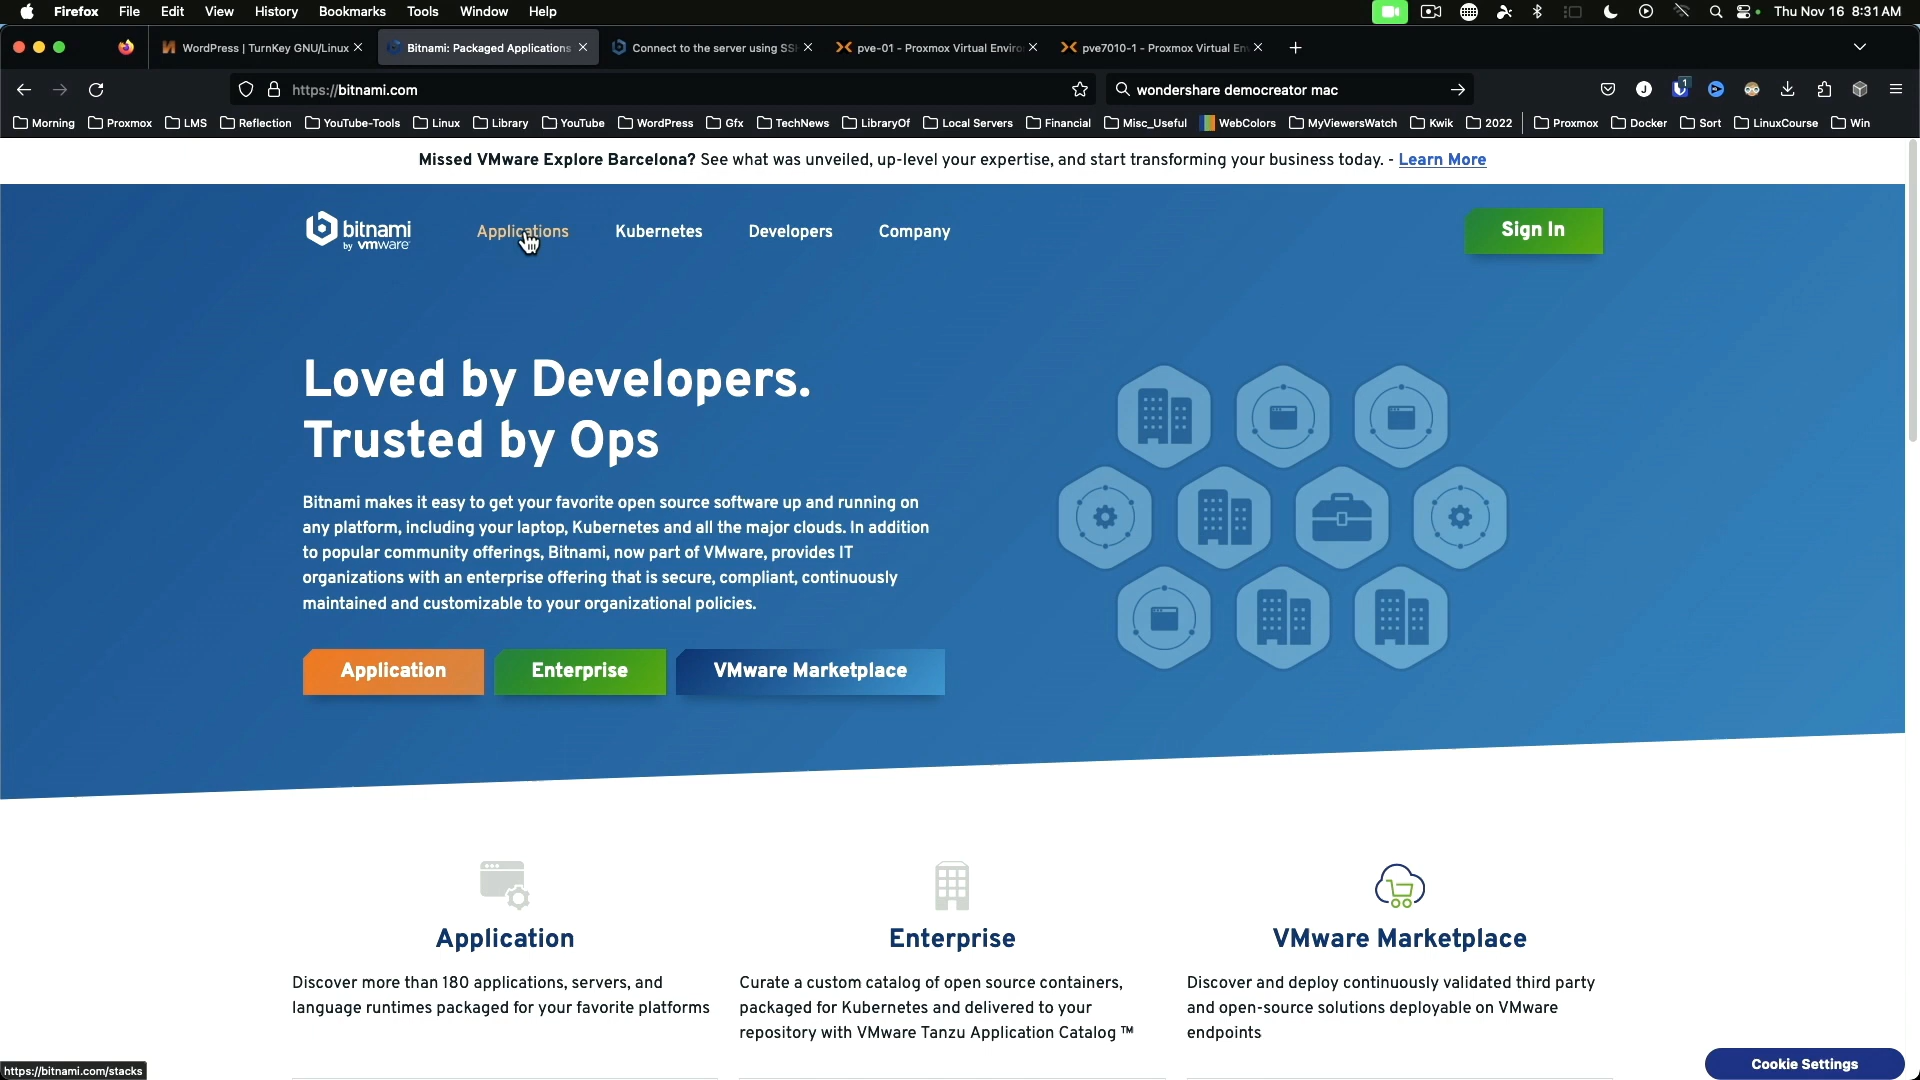 Firefox File Edit View History Bookmarks Tools Window Help Thu Nov 16 8:31 AM
WordPress | TurnKey GNU/Linux Bitnami: Packaged Applications Connect to the server using SSH pve-01 - Proxmox Virtual Enviro pve7010-1 - Proxmox Virtual En
https://bitnami.com wondershare democreator mac 1
Morning Proxmox LMS Reflection YouTube-Tools Linux Library YouTube WordPress Gfx TechNews LibraryOf Local Servers Financial Misc_Useful WebColors MyViewersWatch Kwik 2022 Proxmox Docker Sort LinuxCourse Win
Missed VMware Explore Barcelona? See what was unveiled, up-level your expertise, and start transforming your business today. - Learn More
bitnami
by vmware
Applications Kubernetes Developers Company Sign In
Loved by Developers.
Trusted by Ops
Bitnami makes it easy to get your favorite open source software up and running on
any platform, including your laptop, Kubernetes and all the major clouds. In addition
to popular community offerings, Bitnami, now part of VMware, provides IT
organizations with an enterprise offering that is secure, compliant, continuously
maintained and customizable to your organizational policies.
Application Enterprise VMware Marketplace
Application
Discover more than 180 applications, servers, and
language runtimes packaged for your favorite platforms
Enterprise
Curate a custom catalog of open source containers,
packaged for Kubernetes and delivered to your
repository with VMware Tanzu Application Catalog ™
VMware Marketplace
Discover and deploy continuously validated third party
and open-source solutions deployable on VMware
endpoints
Cookie Settings
https://bitnami.com/stacks